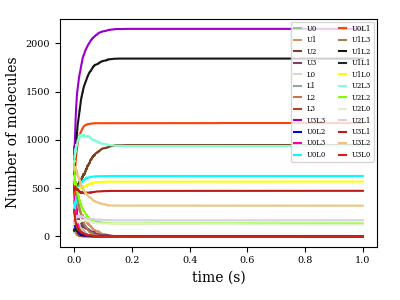 Number of molecules
2000
1500
1000
500
0
0.0
0.2
0.4
0.6
0.8
1.0
time (s)
U0
U1
U2
U3
L0
L1
L2
L3
U3L3
U0L2
U0L3
U0L0
U0L1
U1L3
U1L2
U1L1
U1L0
U2L3
U2L2
U2L0
U2L1
U3L1
U3L2
U3L0